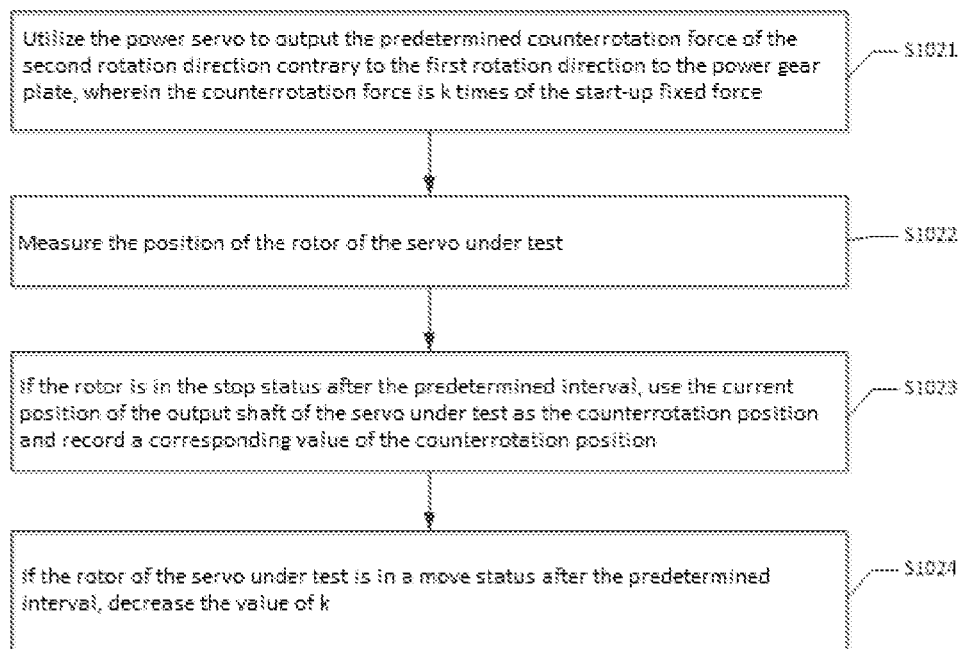 Utilize the power servo to output the predetermined counterrotation force of the
second rotation direction contrary to the first rotation direction to the power gear
plate, wherein the counterrotation force is k times of the start-up fixed force
S1021
Measure the position of the rotor of the servo under test
S1022
If the rotor is in the stop status after the predetermined interval, use the current
position of the output shaft of the servo under test as the counterrotation position
and record a corresponding value of the counterrotation position
S1023
If the rotor of the servo under test is in a move status after the predetermined
interval, decrease the value of k
S1024